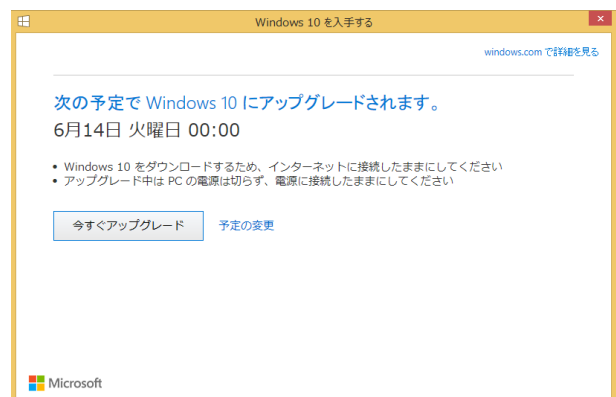 Windows 10 を入手する
windows.com で詳細を見る
次の予定で Windows 10 にアップグレードされます。
6月14日 火曜日 00:00
• Windows 10 をダウンロードするため、インターネットに接続したままにしてください
• アップグレード中は PC の電源は切らず、電源に接続したままにしてください
今すぐアップグレード 予定の変更
Microsoft